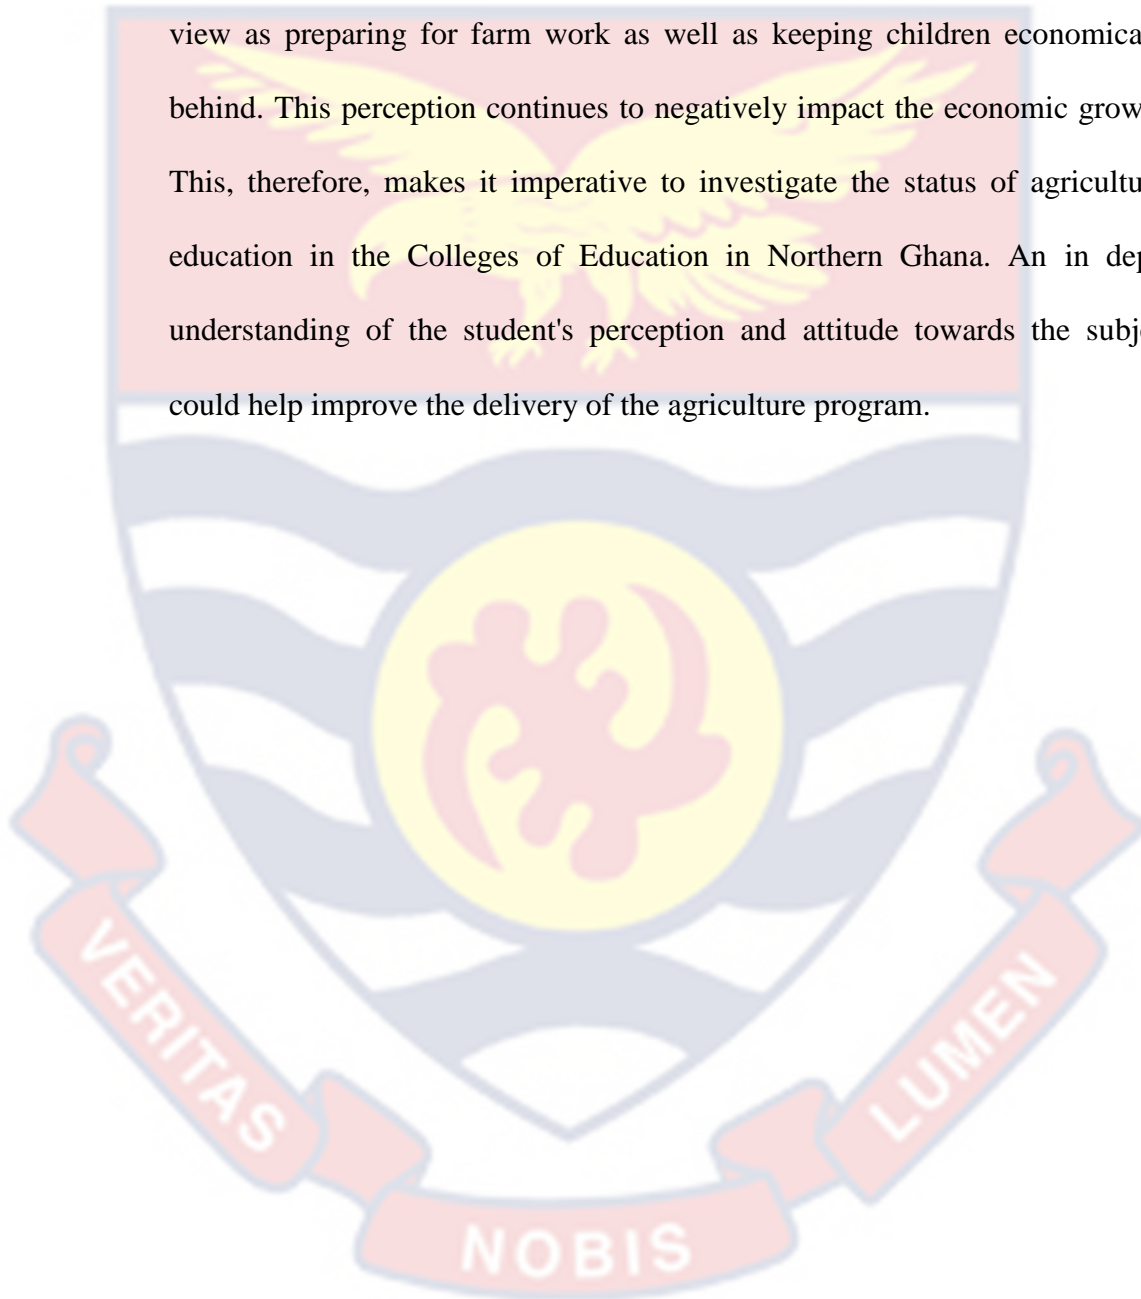 view as preparing for farm work as well as keeping children economica
behind. This perception continues to negatively impact the economic grow
This, therefore, makes it imperative to investigate the status of agricultu
education in the Colleges of Education in Northern Ghana. An in dep
understanding of the student's perception and attitude towards the subj
could help improve the delivery of the agriculture program.
VERITAS
NOBIS
LUMEN